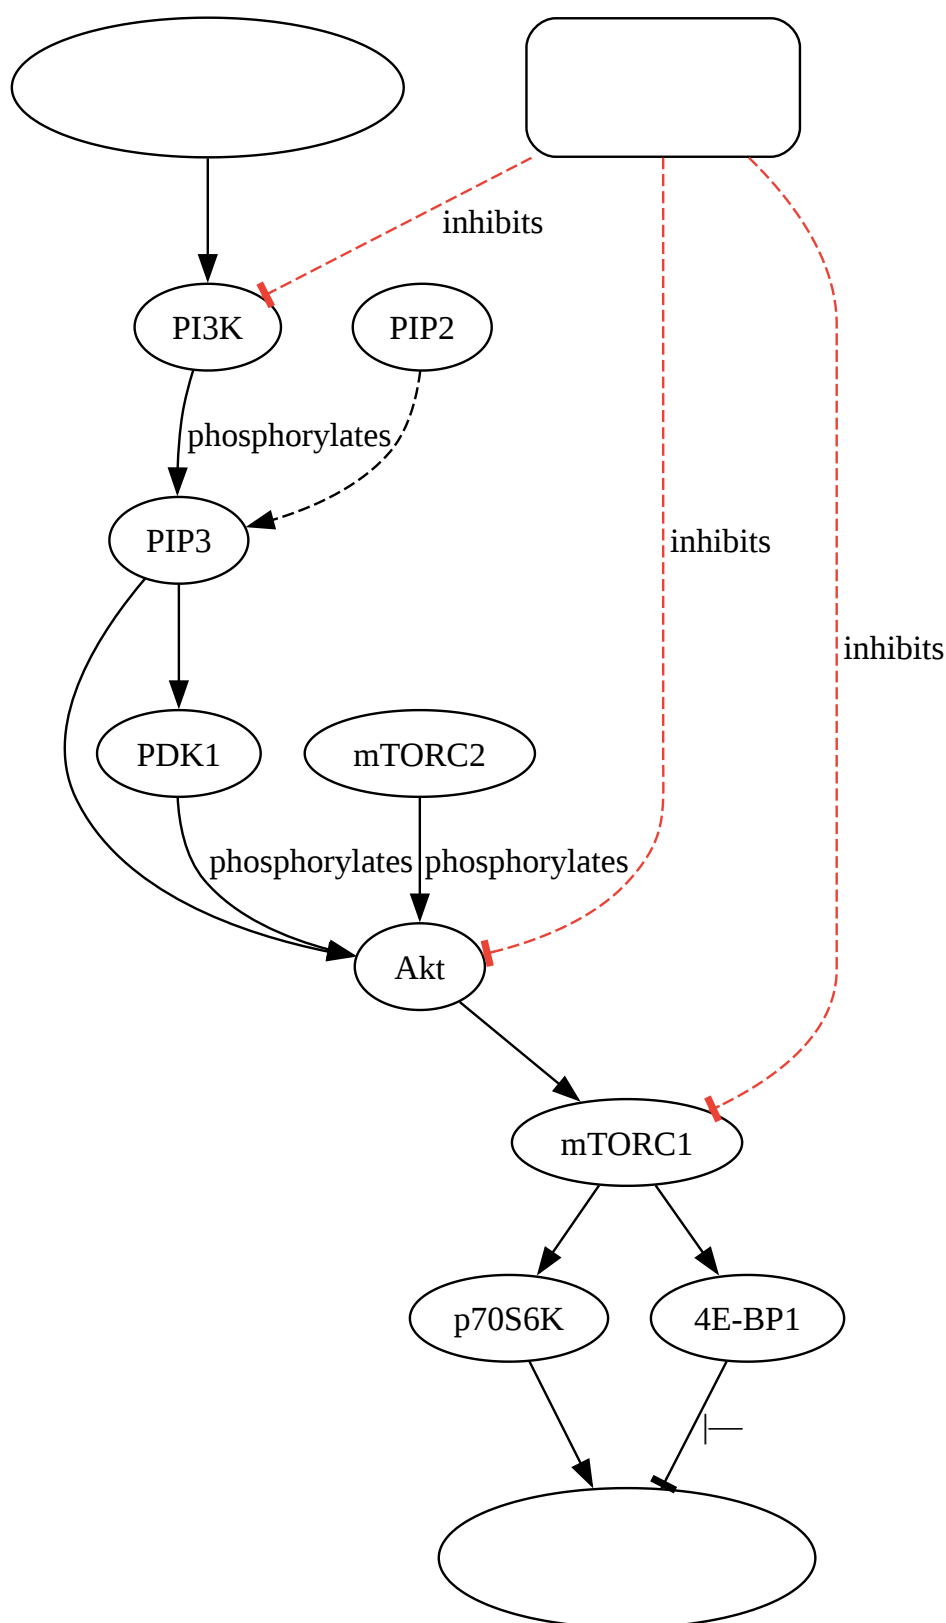 inhibits
PI3K
PIP2
phosphorylates
PIP3
inhibits
inhibits
PDK1
mTORC2
phosphorylates
phosphorylates
Akt
mTORC1
p70S6K
4E-BP1
|—